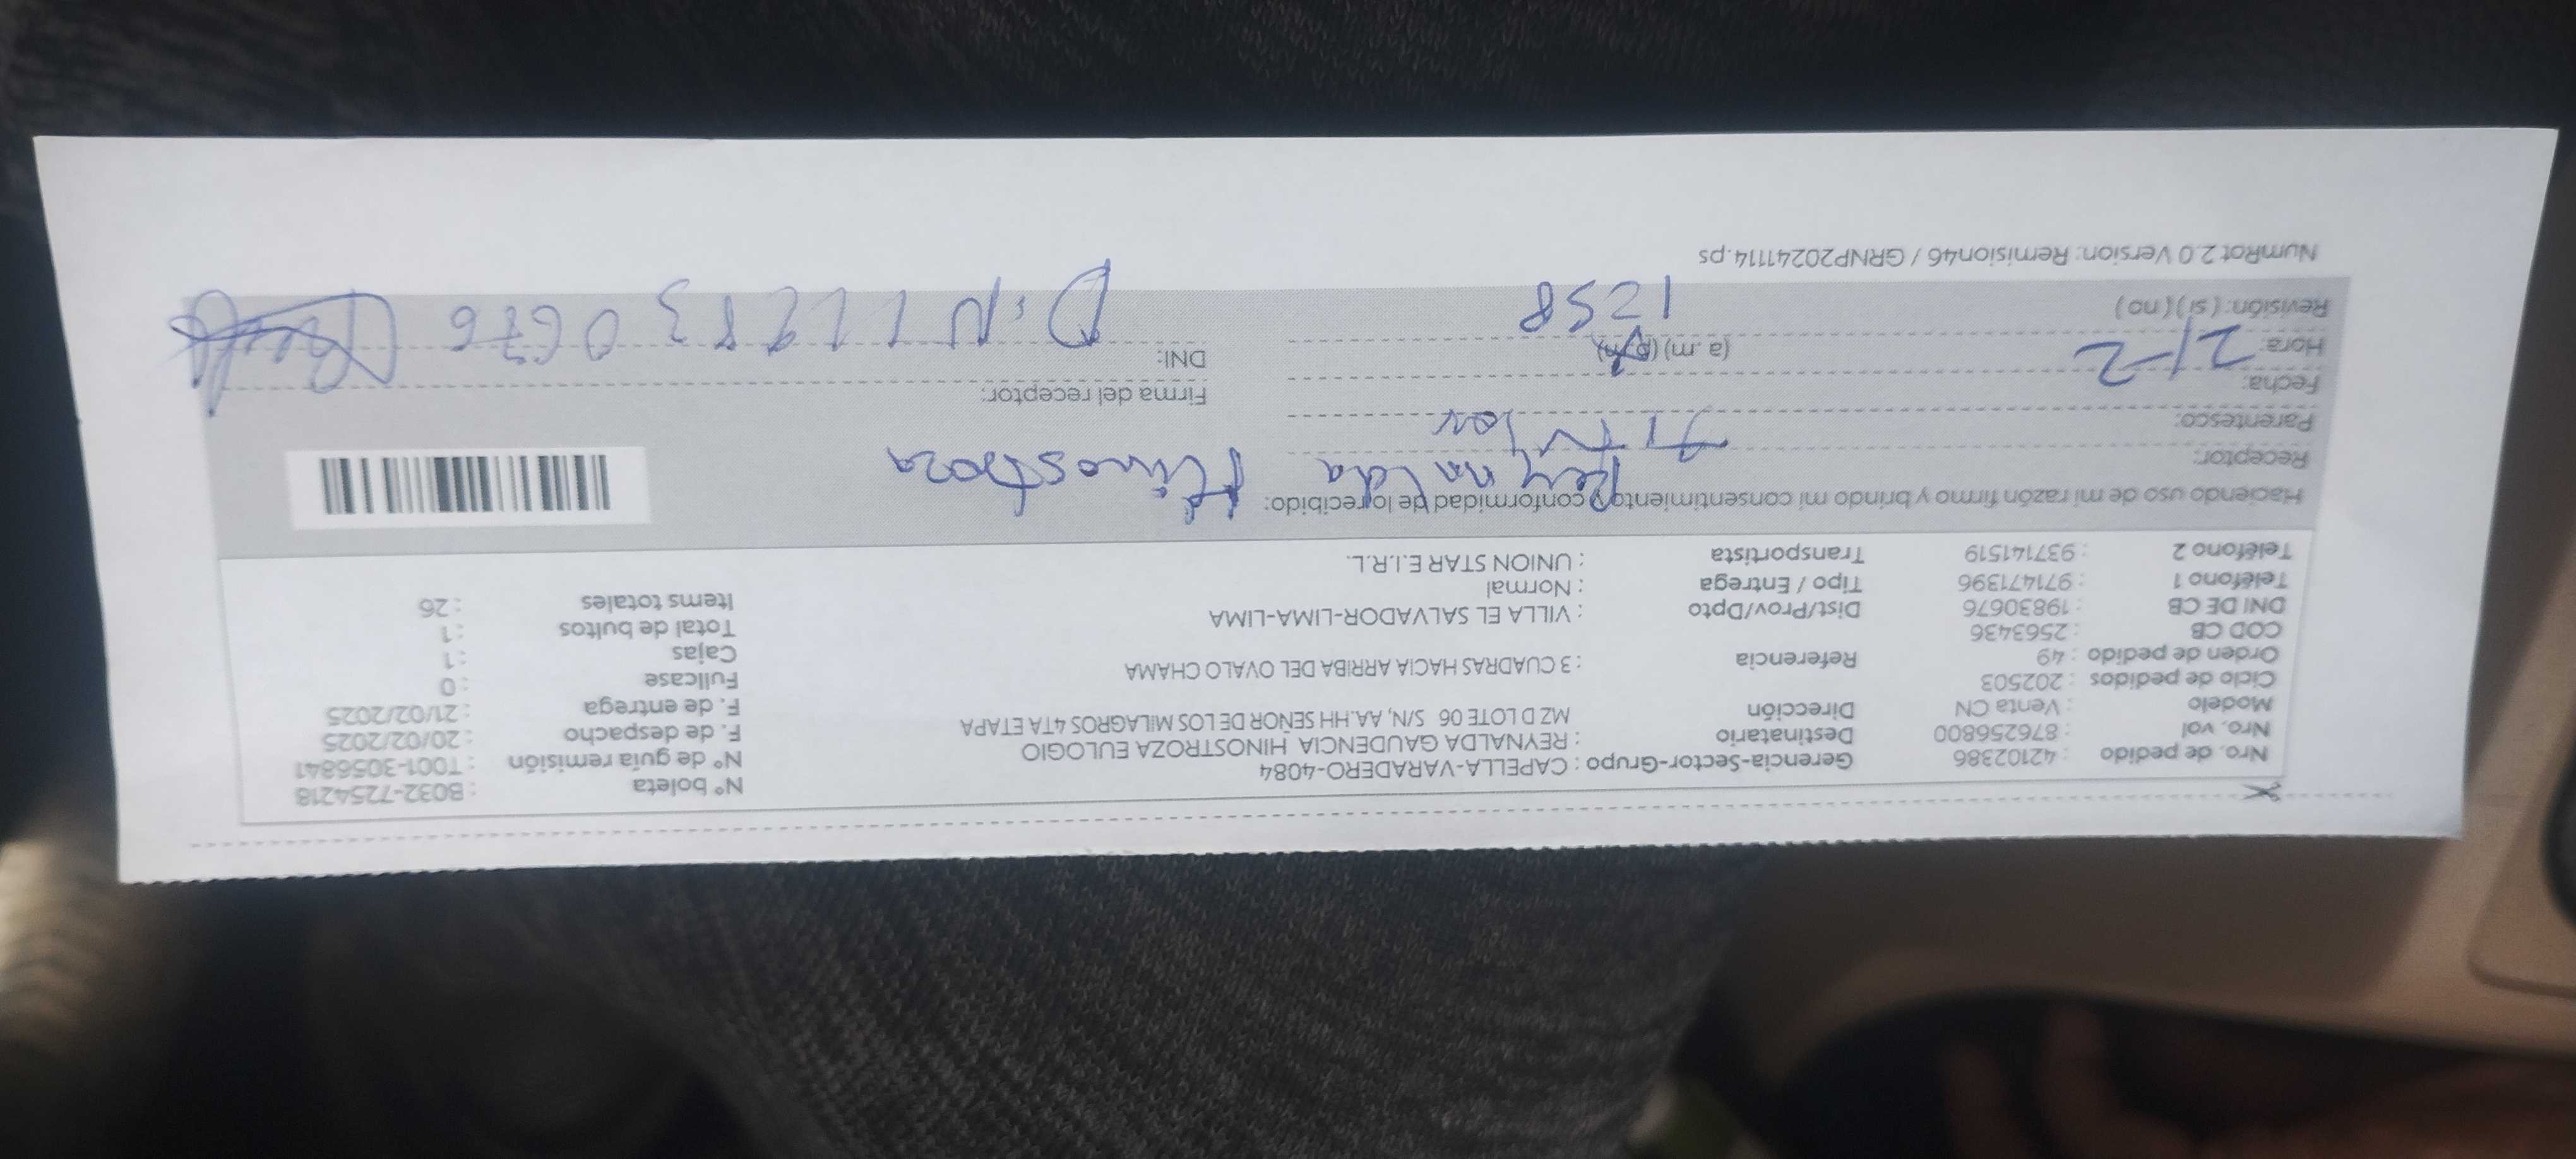 Nro. de pedido : 42102386 Gerencia-Sector-Grupo : CAPELLA-VARADERO-4084 N° boleta : B032-7254218
Nro. vol : 876256800 Destinatario : REYNALDA GAUDENCIA HINOSTROZA EULOGIO N° de guía remisión : T001-3056841
Modelo : Venta CN Dirección MZ D LOTE 06 S/N, AA.HH SEÑOR DE LOS MILAGROS 4TA ETAPA F. de despacho : 20/02/2025
Ciclo de pedidos : 202503 F. de entrega : 21/02/2025
Orden de pedido : 49 Referencia : 3 CUADRAS HACIA ARRIBA DEL OVALO CHAMA Fullcase : 0
COD CB : 2563436 Cajas : 1
DNI DE CB : 19830676 Dist/Prov/Dpto : VILLA EL SALVADOR-LIMA-LIMA Total de bultos : 1
Teléfono 1 : 971471396 Tipo / Entrega : Normal Items totales : 26
Teléfono 2 : 937141519 Transportista : UNION STAR E.I.R.L.
Haciendo uso de mi razón firmo y brindo mi consentimiento y conformidad de lo recibido:
Receptor: Reynalda Hinostroza
Parentesco: Titular
Fecha: 21-2 Firma del receptor:
Hora: 1258 (a.m) (p.m) DNI: D.N.I 19830676
Revisión: (si) (no)
NumRot 2.0 Version: Remision46 / GRNP20241114.ps